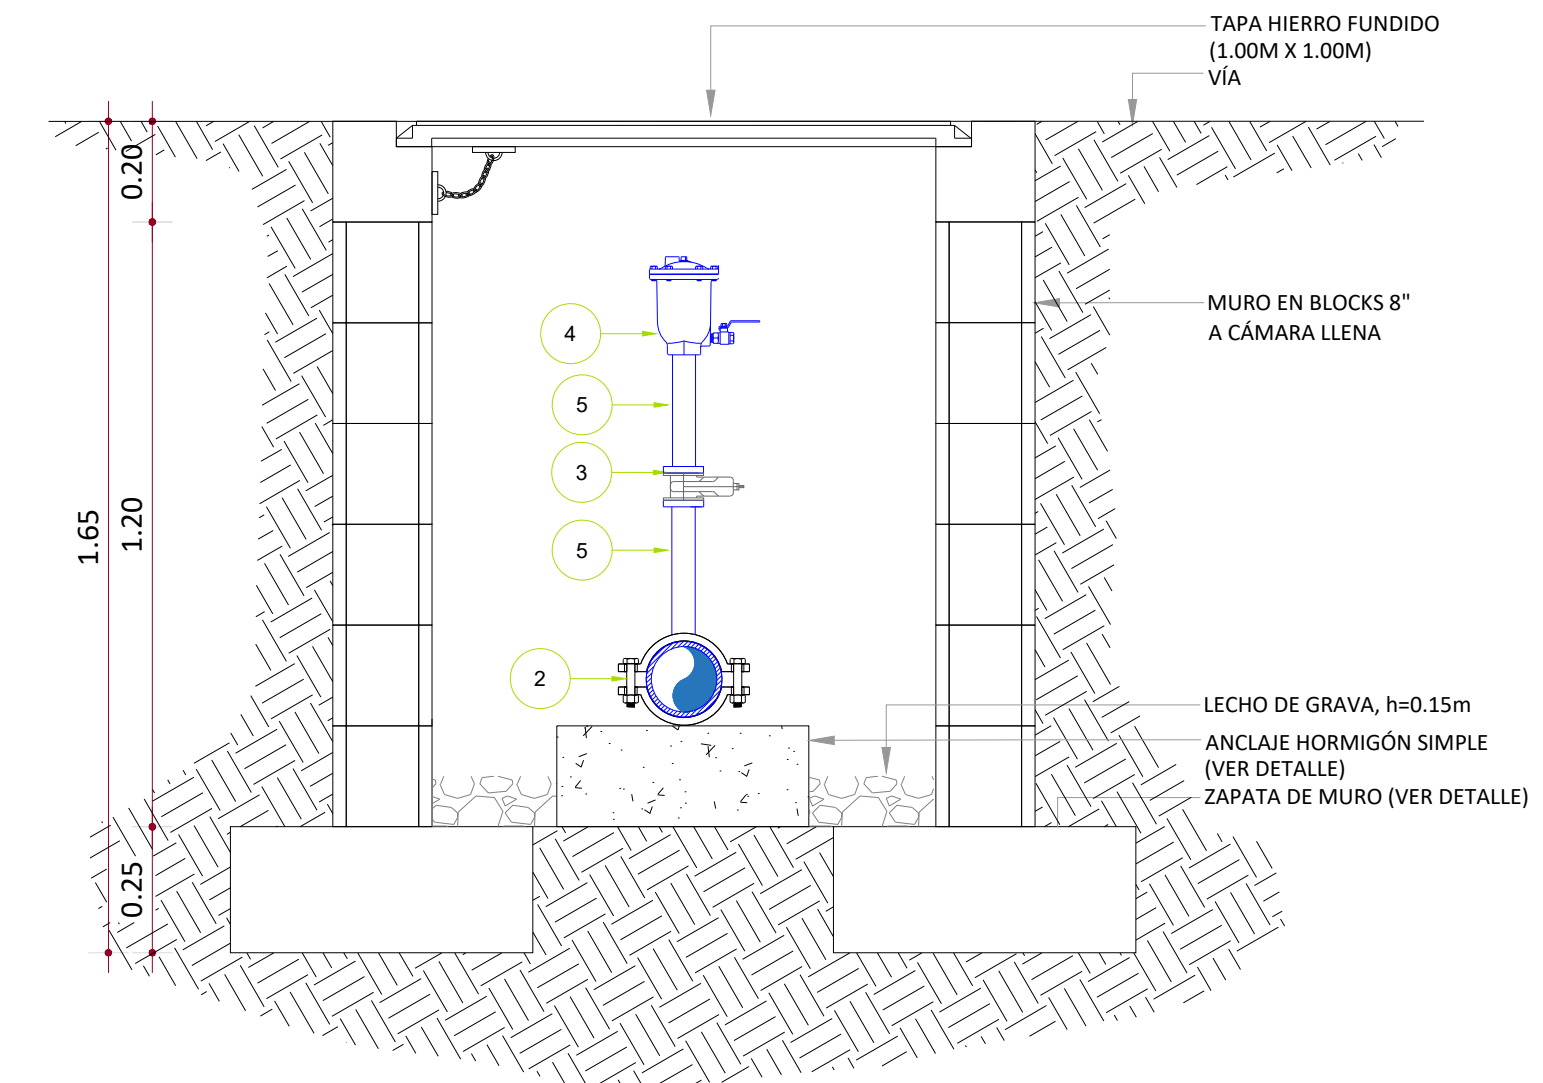 TAPA HIERRO FUNDIDO
(1.00M X 1.00M)
VÍA
0.20
MURO EN BLOCKS 8"
A CÁMARA LLENA
4
5
3
1.65
1.20
5
2
LECHO DE GRAVA, h=0.15m
ANCLAJE HORMIGÓN SIMPLE
(VER DETALLE)
ZAPATA DE MURO (VER DETALLE)
0.25